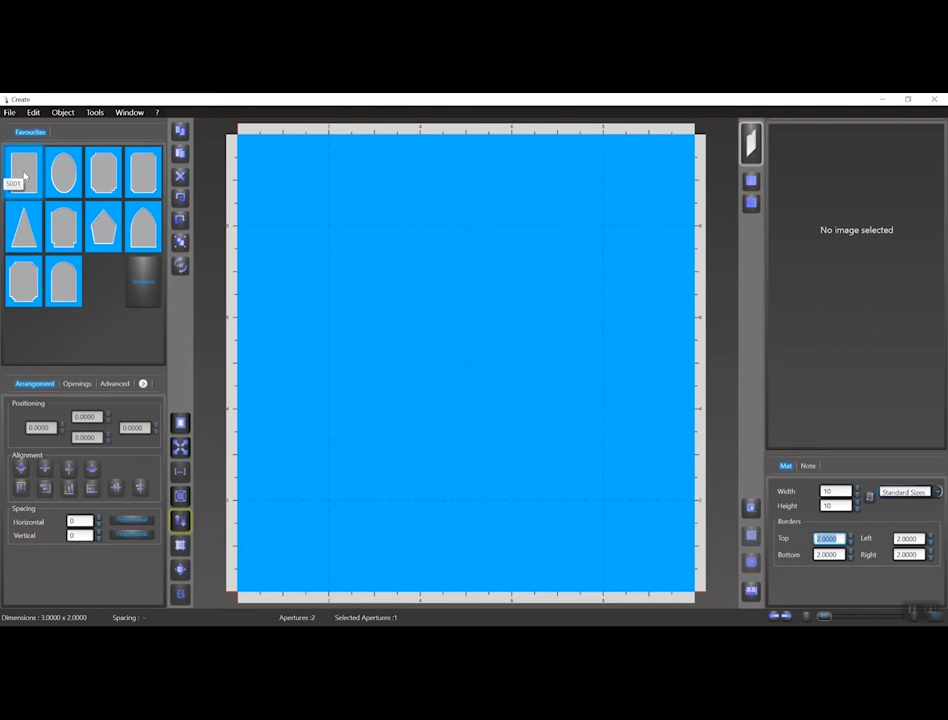 Create
File Edit Object Tools Window ?
Favourites
S001
No image selected
Arrangement Openings Advanced
Positioning
0.0000
0.0000 0.0000
0.0000
Alignment
Spacing
Horizontal 0 Proportional
Vertical 0 Proportional
Mat Note
Width 10 Standard Sizes
Height 10
Borders
Top 2.0000 Left 2.0000
Bottom 2.0000 Right 2.0000
B
Dimensions : 3.0000 x 2.0000 Spacing : - Apertures :2 Selected Apertures :1